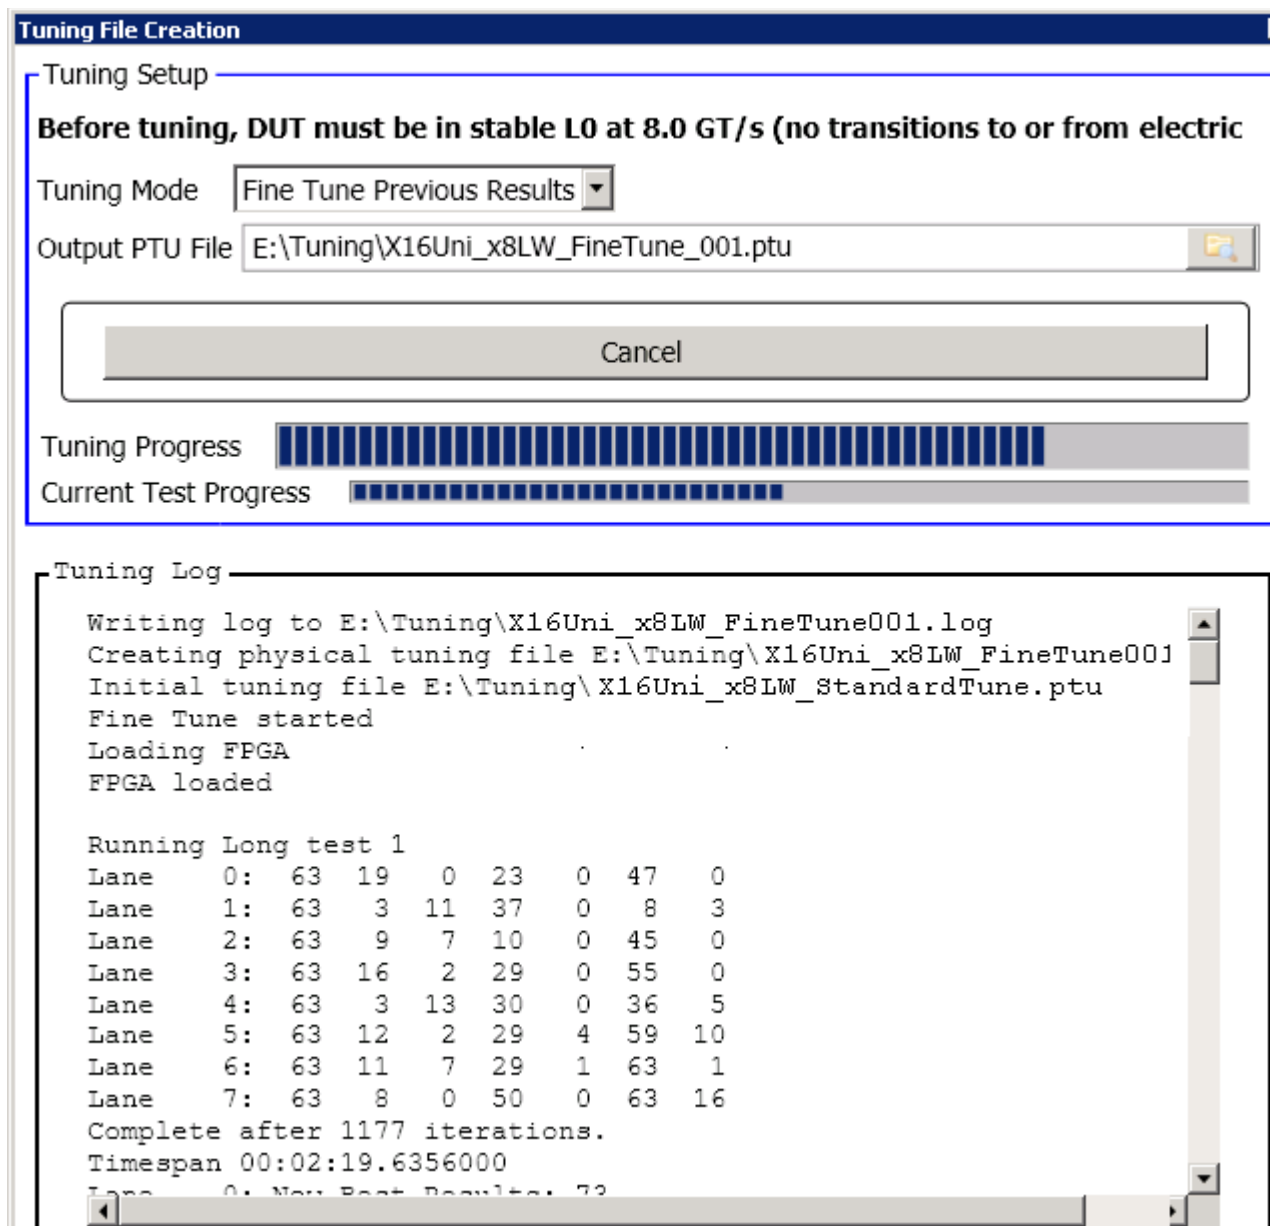 Tuning File Creation
Tuning Setup
Before tuning, DUT must be in stable L0 at 8.0 GT/s (no transitions to or from electric
Tuning Mode Fine Tune Previous Results
Output PTU File E:\Tuning\X16Uni_x8LW_FineTune_001.ptu
Cancel
Tuning Progress
Current Test Progress
Tuning Log
Writing log to E:\Tuning\X16Uni_x8LW_FineTune001.log
Creating physical tuning file E:\Tuning\X16Uni_x8LW_FineTune001
Initial tuning file E:\Tuning\X16Uni_x8LW_StandardTune.ptu
Fine Tune started
Loading FPGA
FPGA loaded
Running Long test 1
Lane 0: 63 19 0 23 0 47 0
Lane 1: 63 3 11 37 0 8 3
Lane 2: 63 9 7 10 0 45 0
Lane 3: 63 16 2 29 0 55 0
Lane 4: 63 3 13 30 0 36 5
Lane 5: 63 12 2 29 4 59 10
Lane 6: 63 11 7 29 1 63 1
Lane 7: 63 8 0 50 0 63 16
Complete after 1177 iterations.
Timespan 00:02:19.6356000
Lane 0: New Best Results: 73